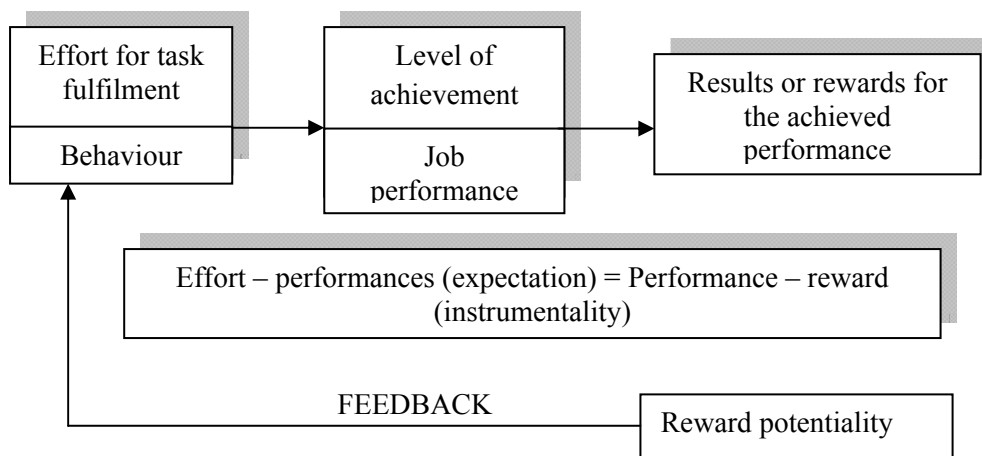 Effort for task
fulfilment
Behaviour
Level of
achievement
Job
performance
Results or rewards for
the achieved
performance
Effort – performances (expectation) = Performance – reward
(instrumentality)
FEEDBACK
Reward potentiality